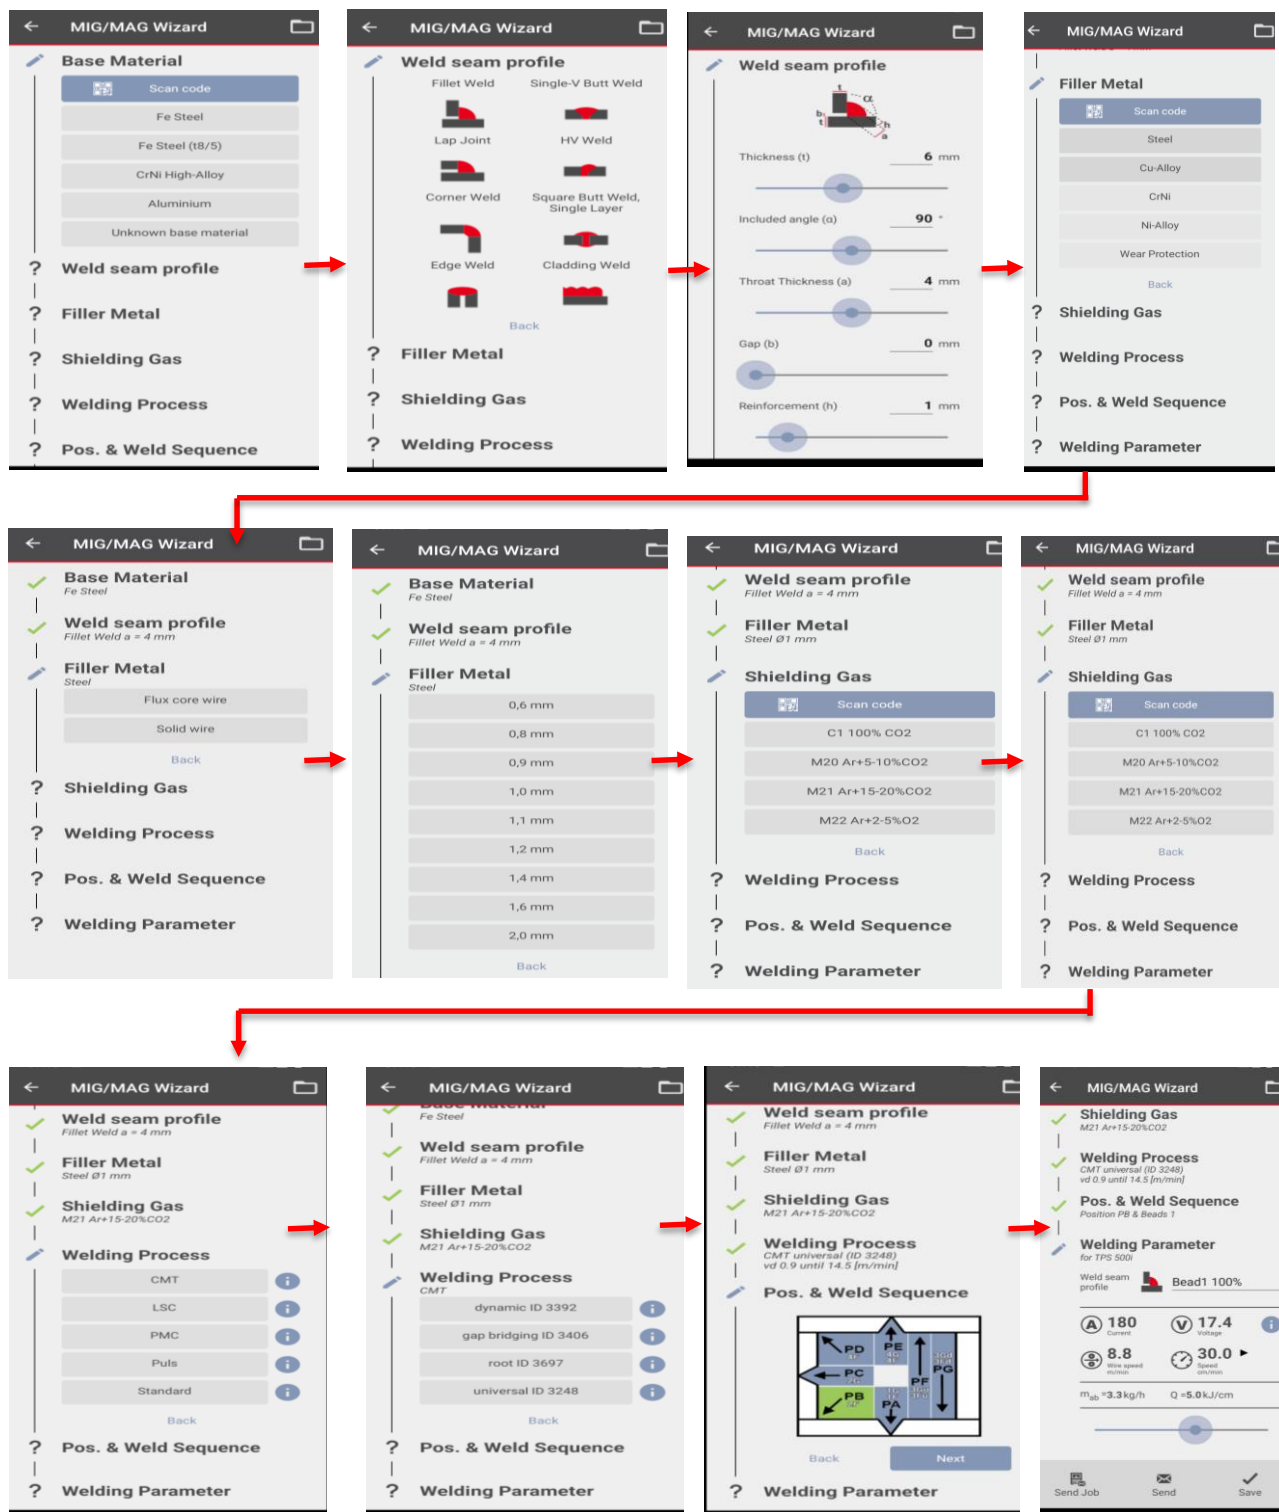 MIG/MAG Wizard
Base Material
Scan code
Fe Steel
Fe Steel (t8/5)
CrNi High-Alloy
Aluminium
Unknown base material
? Weld seam profile
? Filler Metal
? Shielding Gas
? Welding Process
? Pos. & Weld Sequence
MIG/MAG Wizard
Weld seam profile
Fillet Weld Single-V Butt Weld
Lap Joint HV Weld
Corner Weld Square Butt Weld,
Single Layer
Edge Weld Cladding Weld
Back
? Filler Metal
? Shielding Gas
? Welding Process
MIG/MAG Wizard
Weld seam profile
t
α
b
t
h
a
Thickness (t) 6 mm
Included angle (α) 90 °
Throat Thickness (a) 4 mm
Gap (b) 0 mm
Reinforcement (h) 1 mm
MIG/MAG Wizard
Filler Metal
Scan code
Steel
Cu-Alloy
CrNi
Ni-Alloy
Wear Protection
Back
? Shielding Gas
? Welding Process
? Pos. & Weld Sequence
? Welding Parameter
MIG/MAG Wizard
Base Material
Fe Steel
Weld seam profile
Fillet Weld a = 4 mm
Filler Metal
Steel
Flux core wire
Solid wire
Back
? Shielding Gas
? Welding Process
? Pos. & Weld Sequence
? Welding Parameter
MIG/MAG Wizard
Base Material
Fe Steel
Weld seam profile
Fillet Weld a = 4 mm
Filler Metal
Steel
0,6 mm
0,8 mm
0,9 mm
1,0 mm
1,1 mm
1,2 mm
1,4 mm
1,6 mm
2,0 mm
Back
MIG/MAG Wizard
Weld seam profile
Fillet Weld a = 4 mm
Filler Metal
Steel Ø1 mm
Shielding Gas
Scan code
C1 100% CO2
M20 Ar+5-10%CO2
M21 Ar+15-20%CO2
M22 Ar+2-5%O2
Back
? Welding Process
? Pos. & Weld Sequence
? Welding Parameter
MIG/MAG Wizard
Weld seam profile
Fillet Weld a = 4 mm
Filler Metal
Steel Ø1 mm
Shielding Gas
Scan code
C1 100% CO2
M20 Ar+5-10%CO2
M21 Ar+15-20%CO2
M22 Ar+2-5%O2
Back
? Welding Process
? Pos. & Weld Sequence
? Welding Parameter
MIG/MAG Wizard
Weld seam profile
Fillet Weld a = 4 mm
Filler Metal
Steel Ø1 mm
Shielding Gas
M21 Ar+15-20%CO2
Welding Process
CMT i
LSC i
PMC i
Puls i
Standard i
Back
? Pos. & Weld Sequence
? Welding Parameter
MIG/MAG Wizard
Base Material
Fe Steel
Weld seam profile
Fillet Weld a = 4 mm
Filler Metal
Steel Ø1 mm
Shielding Gas
M21 Ar+15-20%CO2
Welding Process
CMT
dynamic ID 3392 i
gap bridging ID 3406 i
root ID 3697 i
universal ID 3248 i
Back
? Pos. & Weld Sequence
? Welding Parameter
MIG/MAG Wizard
Weld seam profile
Fillet Weld a = 4 mm
Filler Metal
Steel Ø1 mm
Shielding Gas
M21 Ar+15-20%CO2
Welding Process
CMT universal (ID 3248)
vd 0.9 until 14.5 [m/min]
Pos. & Weld Sequence
PD
PE
PC
PF
PG
PB
PA
Back Next
? Welding Parameter
MIG/MAG Wizard
Shielding Gas
M21 Ar+15-20%CO2
Welding Process
CMT universal (ID 3248)
vd 0.9 until 14.5 [m/min]
Pos. & Weld Sequence
Position PB & Beads 1
Welding Parameter
for TPS 500i
Weld seam
profile Bead1 100%
A 180 V 17.4 i
Current Voltage
8.8 30.0
Wire speed Speed
m/min cm/min
mab =3.3 kg/h Q =5.0 kJ/cm
Send Job Send Save